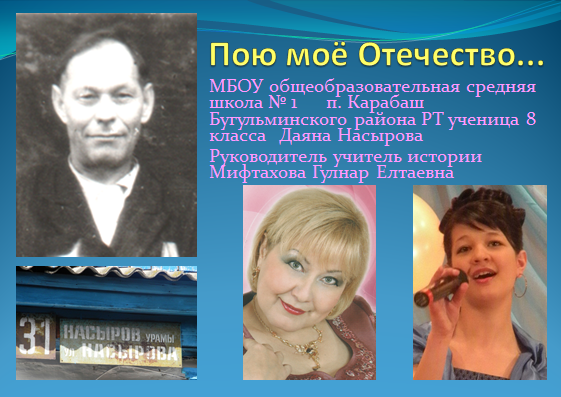 Пою моё Отечество...
МБОУ общеобразовательная средняя
школа № 1 п. Карабаш
Бугульминского района РТ ученица 8
класса Даяна Насырова
Руководитель учитель истории
Мифтахова Гулнар Елтаевна
31 НАСЫРОВ УРАМЫ
УЛ НАСЫРОВА